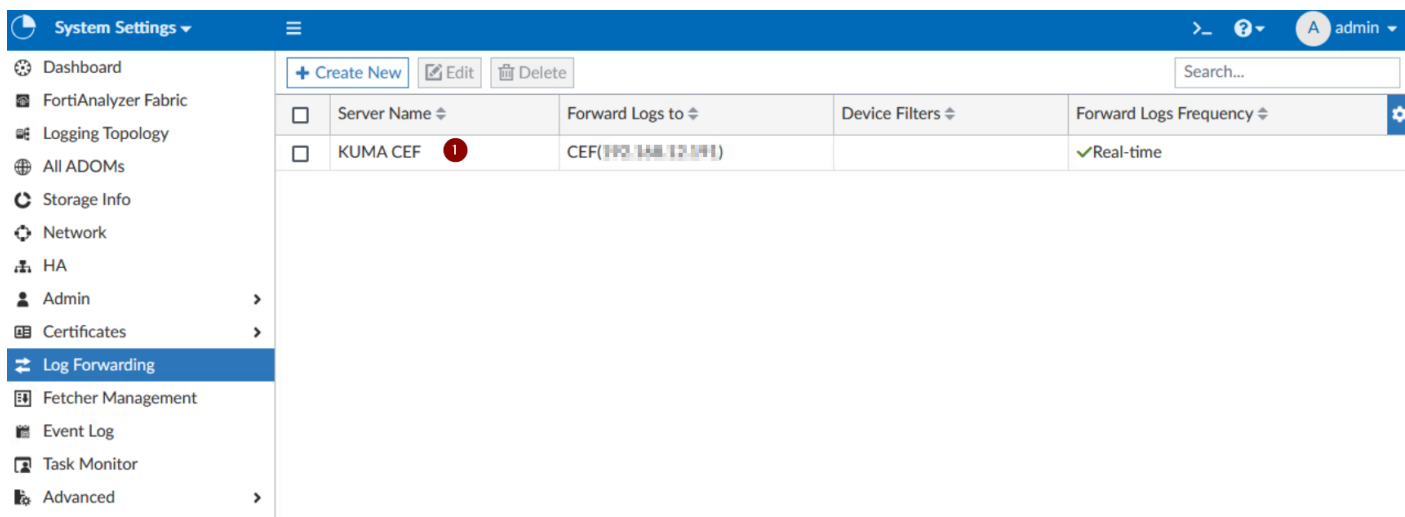 System Settings
>_ ? A admin
Dashboard
FortiAnalyzer Fabric
Logging Topology
All ADOMs
Storage Info
Network
HA
Admin
Certificates
Log Forwarding
Fetcher Management
Event Log
Task Monitor
Advanced
+ Create New Edit Delete Search...
Server Name Forward Logs to Device Filters Forward Logs Frequency
KUMA CEF 1 CEF( ) Real-time